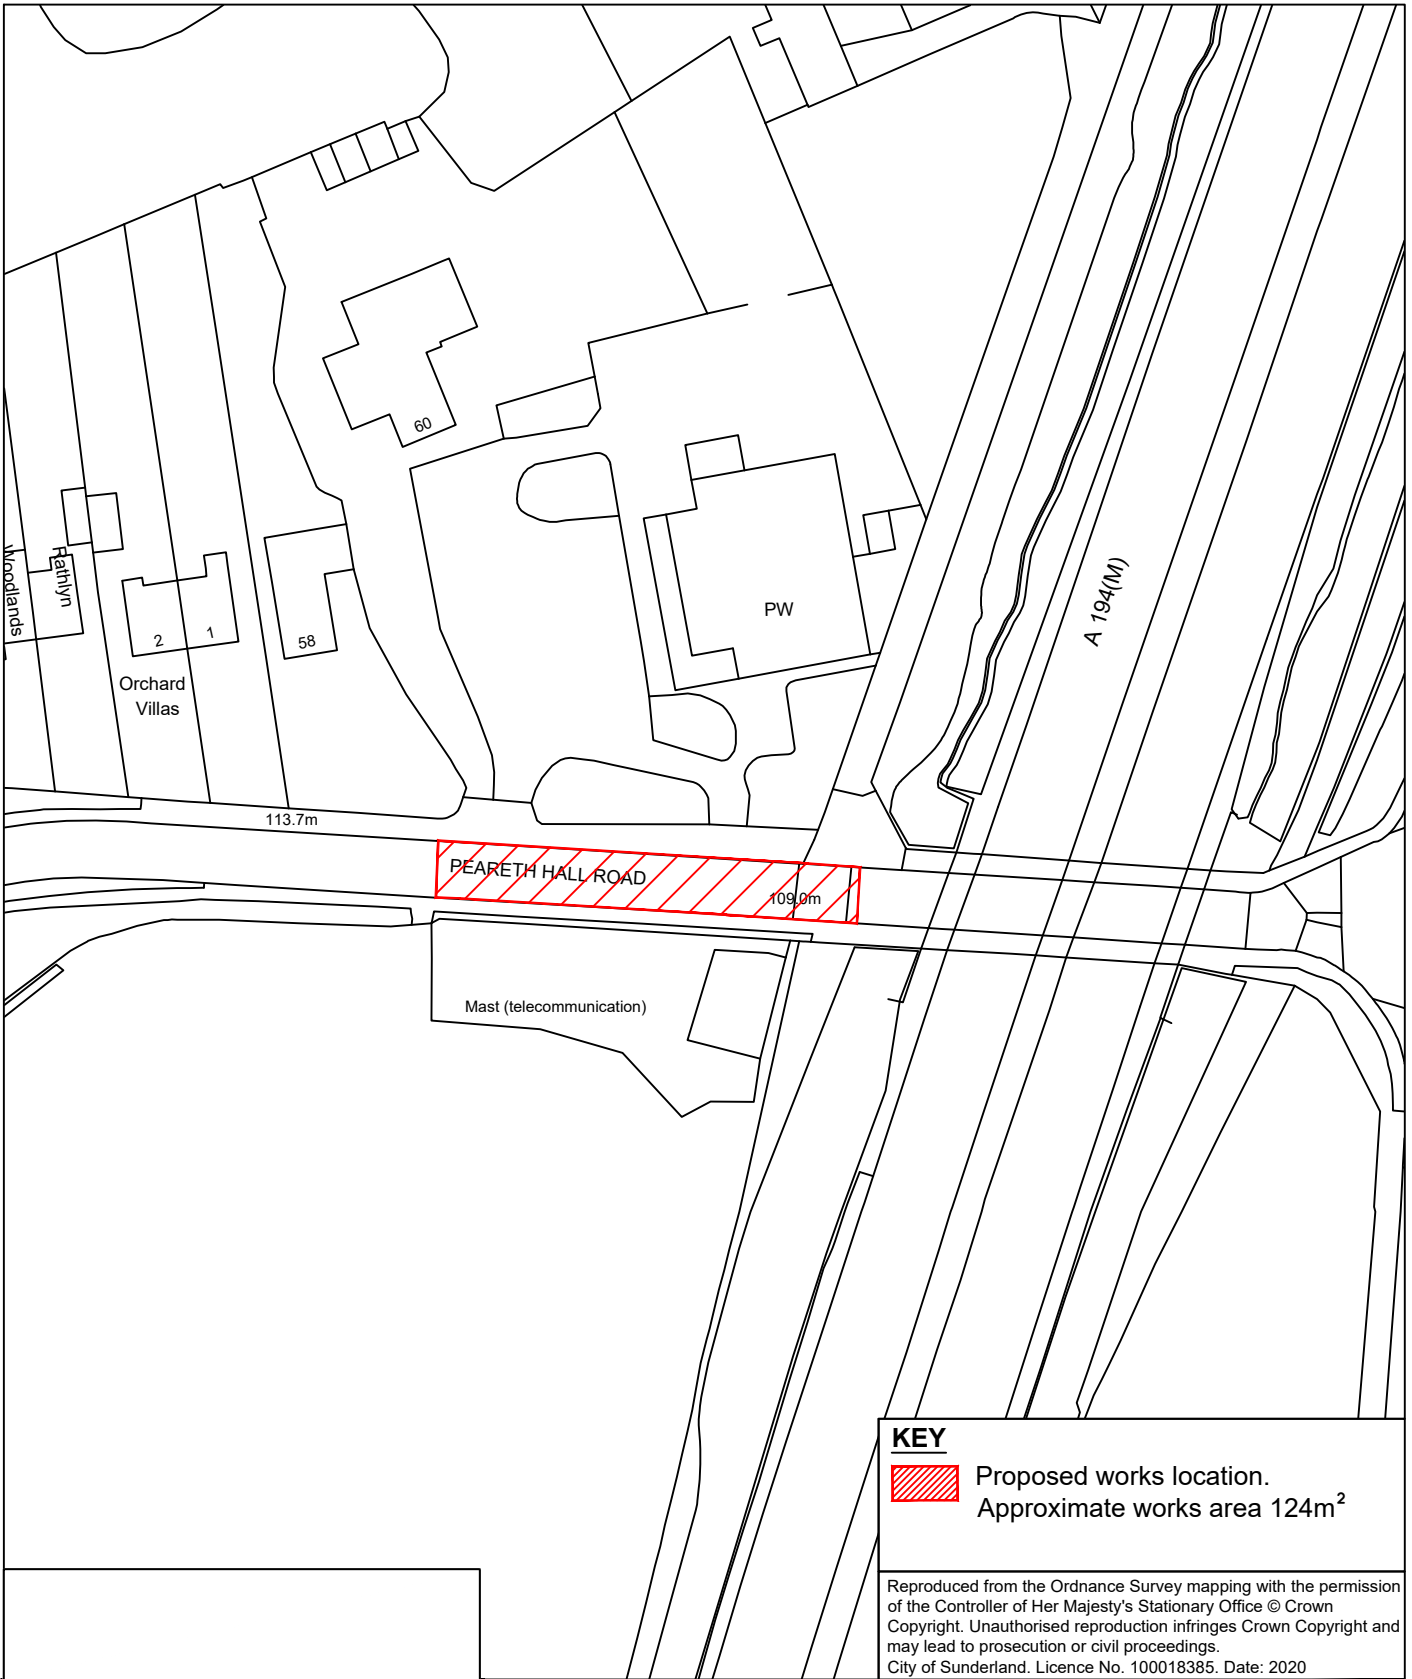 60
A 194(M)
Woodlands
Rathlyn
2
1
58
PW
Orchard
Villas
113.7m
PEARETH HALL ROAD
109.0m
Mast (telecommunication)
KEY
Proposed works location.
Approximate works area 124m²
Reproduced from the Ordnance Survey mapping with the permission
of the Controller of Her Majesty's Stationary Office © Crown
Copyright. Unauthorised reproduction infringes Crown Copyright and
may lead to prosecution or civil proceedings.
City of Sunderland. Licence No. 100018385. Date: 2020